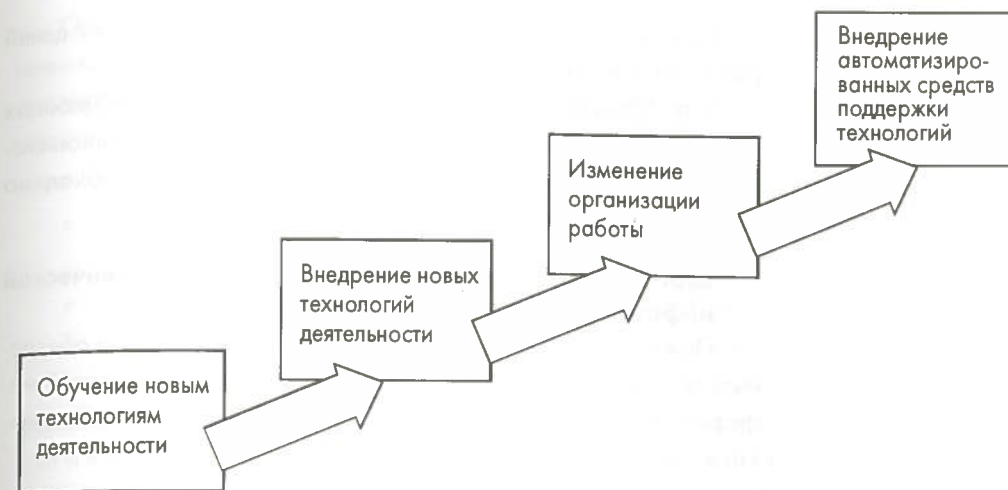 Внедрение
автоматизиро-
ванных средств
поддержки
технологий
Изменение
организации
работы
Внедрение новых
технологий
деятельности
Обучение новым
технологиям
деятельности